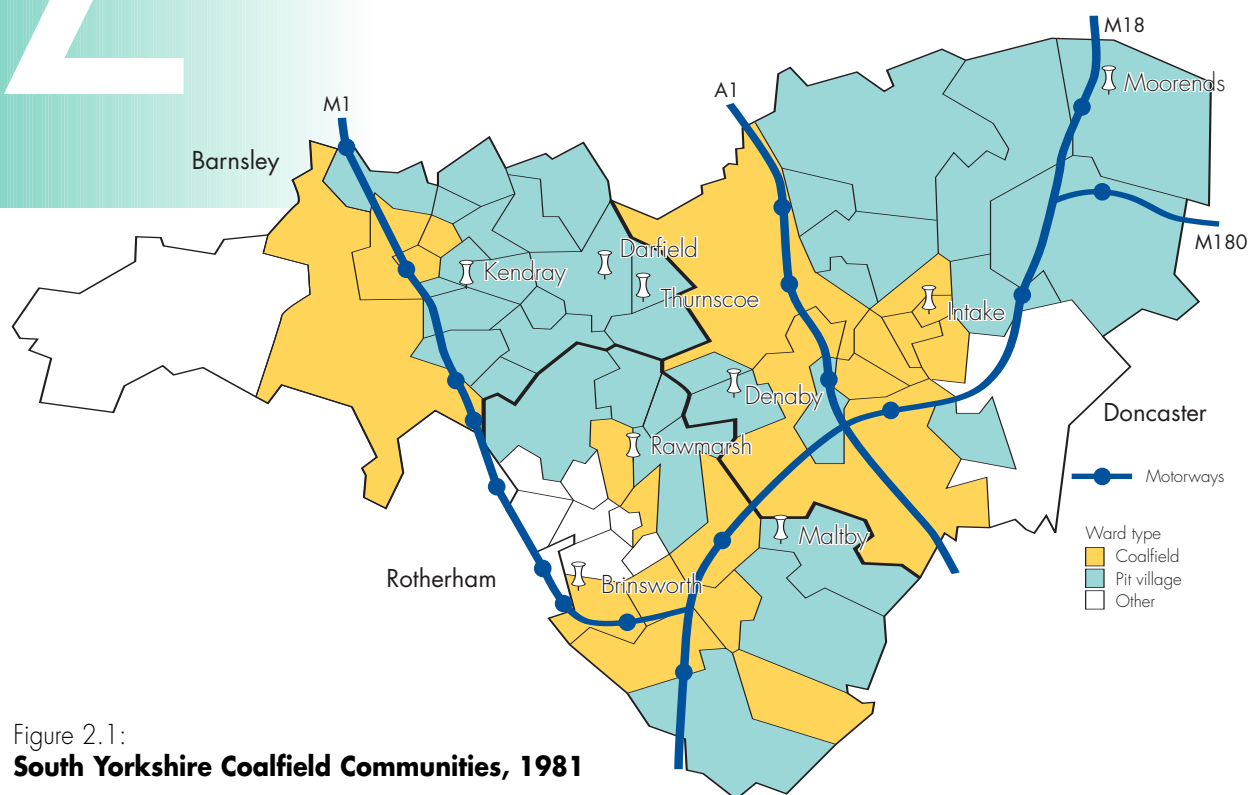 2
M18
Moorends
M1
A1
Barnsley
M180
Darfield
Kendray
Thurnscoe
Intake
Denaby
Doncaster
Rawmarsh
Motorways
Maltby
Ward type
Coalfield
Pit village
Other
Rotherham
Brinsworth
Figure 2.1:
South Yorkshire Coalfield Communities, 1981